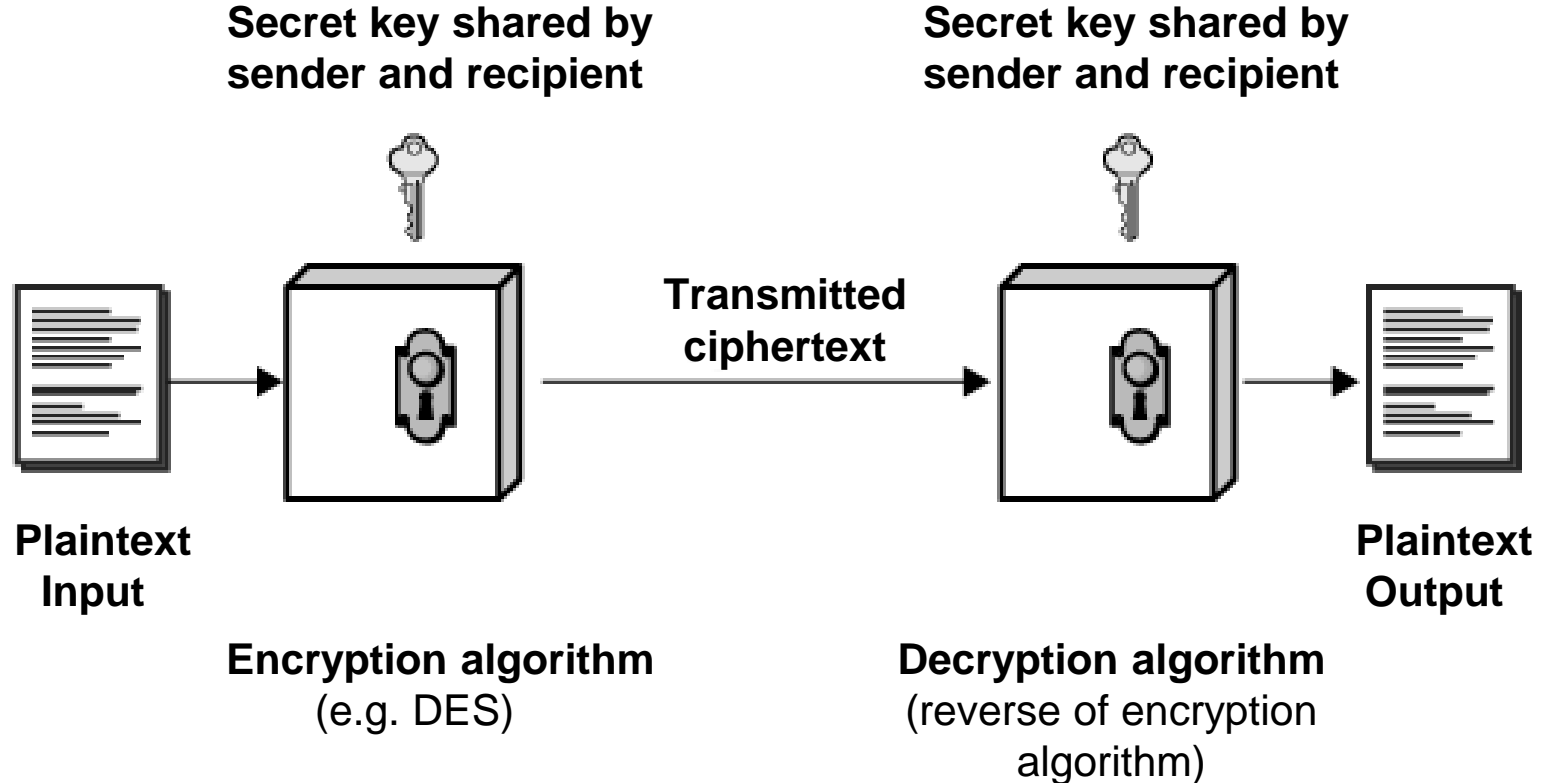 Secret key shared by
sender and recipient
Secret key shared by
sender and recipient
Transmitted
ciphertext
Plaintext
Input
Plaintext
Output
Encryption algorithm
(e.g. DES)
Decryption algorithm
(reverse of encryption
algorithm)